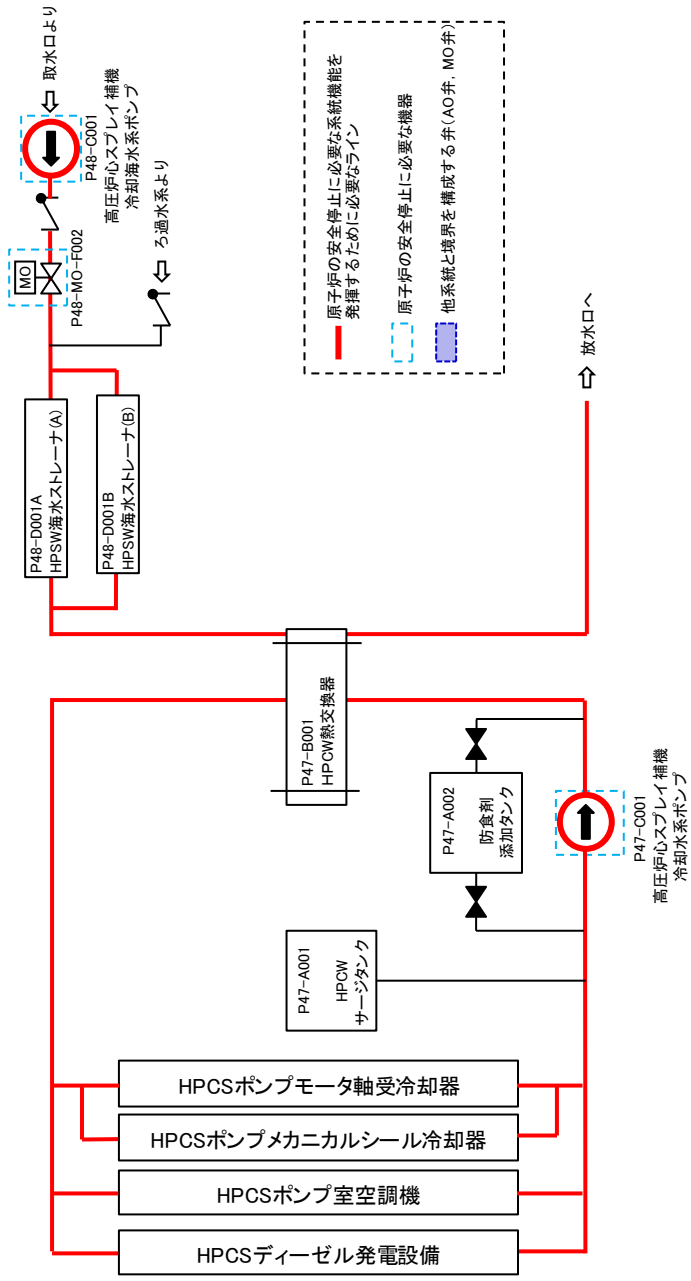 取水口より
P48-C001
高圧炉心スプレイ補機
冷却海水系ポンプ
MO
P48-MO-F002
ろ過水系より
P48-D001A
HPSW海水ストレーナ(A)
P48-D001B
HPSW海水ストレーナ(B)
原子炉の安全停止に必要な系統機能を
発揮するために必要なライン
原子炉の安全停止に必要な機器
他系統と境界を構成する弁(AO弁，MO弁)
放水口へ
P47-B001
HPCW熱交換器
P47-A002
防食剤
添加タンク
P47-C001
高圧炉心スプレイ補機
冷却水系ポンプ
P47-A001
HPCW
サージタンク
HPCSポンプモータ軸受冷却器
HPCSポンプメカニカルシール冷却器
HPCSポンプ室空調機
HPCSディーゼル発電設備